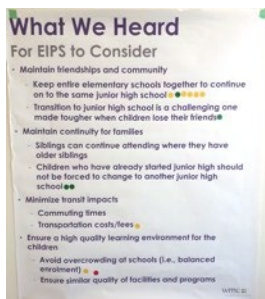 What We Heard
For EIPS to Consider
• Maintain friendships and community
- Keep entire elementary schools together to continue
on to the same junior high school
- Transition to junior high school is a challenging one
made tougher when children lose their friends
• Maintain continuity for families
- Siblings can continue attending where they have
older siblings
- Children who have already started junior high should
not be forced to change to another junior high
school
• Minimize transit impacts
- Commuting times
- Transportation costs/fees
• Ensure a high quality learning environment for the
children
- Avoid overcrowding at schools (i.e., balanced
enrolment)
- Ensure similar quality of facilities and programs